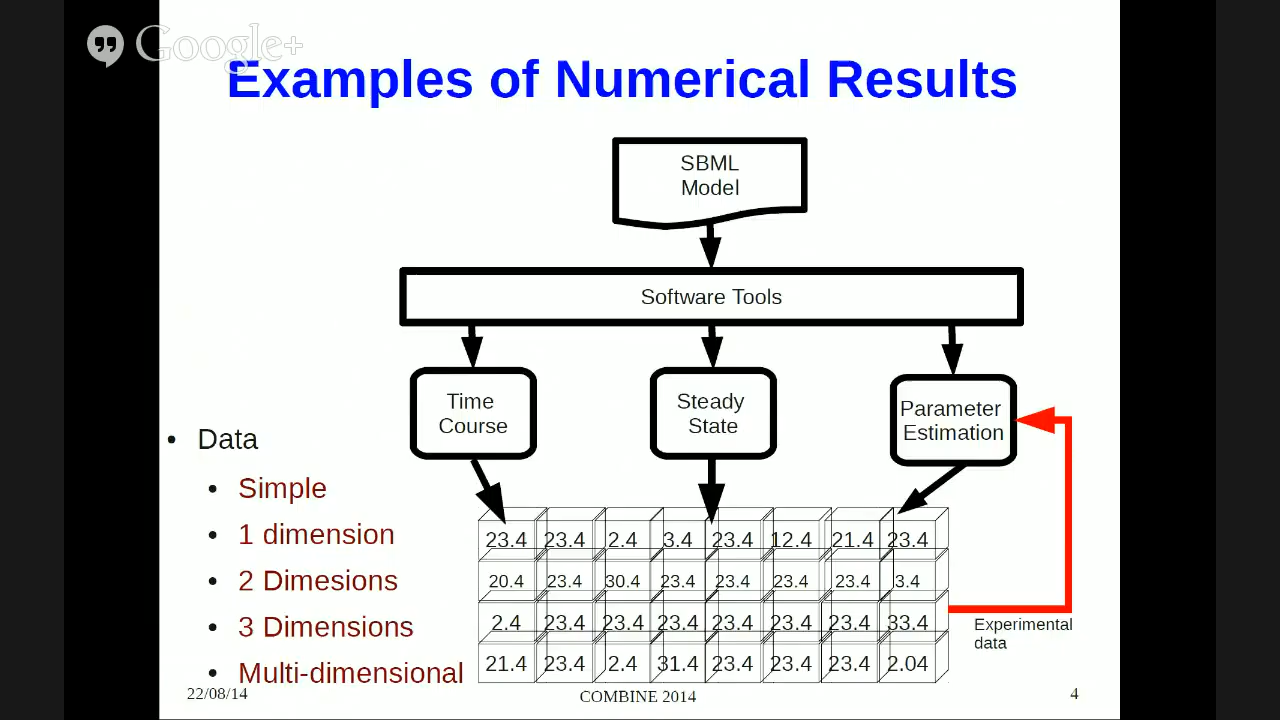 Google+
Examples of Numerical Results
SBML
Model
Software Tools
Time
Course
Steady
State
Parameter
Estimation
• Data
• Simple
• 1 dimension
• 2 Dimesions
• 3 Dimensions
• Multi-dimensional
23.4 23.4 2.4 3.4 23.4 12.4 21.4 23.4
20.4 23.4 30.4 23.4 23.4 23.4 23.4 3.4
2.4 23.4 23.4 23.4 23.4 23.4 23.4 33.4
21.4 23.4 2.4 31.4 23.4 23.4 23.4 2.04
Experimental
data
22/08/14
COMBINE 2014
4